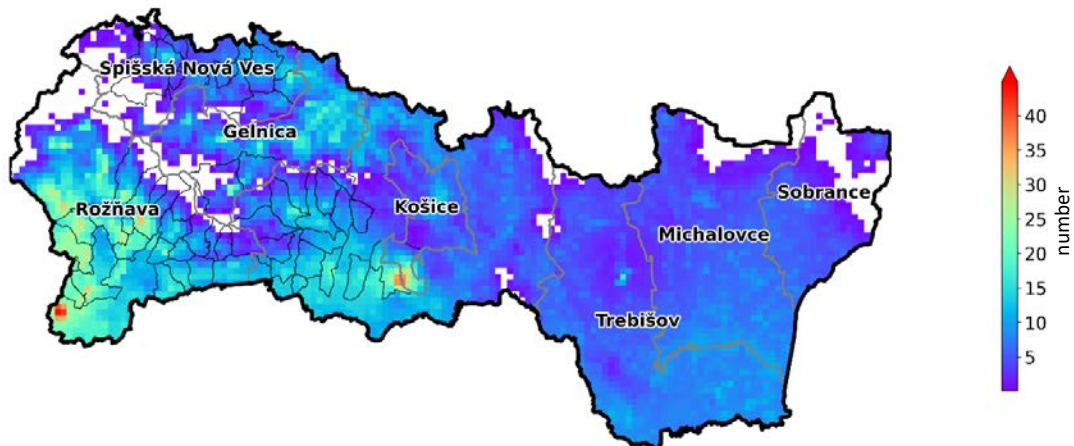 Spišská Nová Ves
Gelnica
Rožňava
Košice
Sobrance
Michalovce
Trebišov
40
35
30
25
20
15
10
5
number